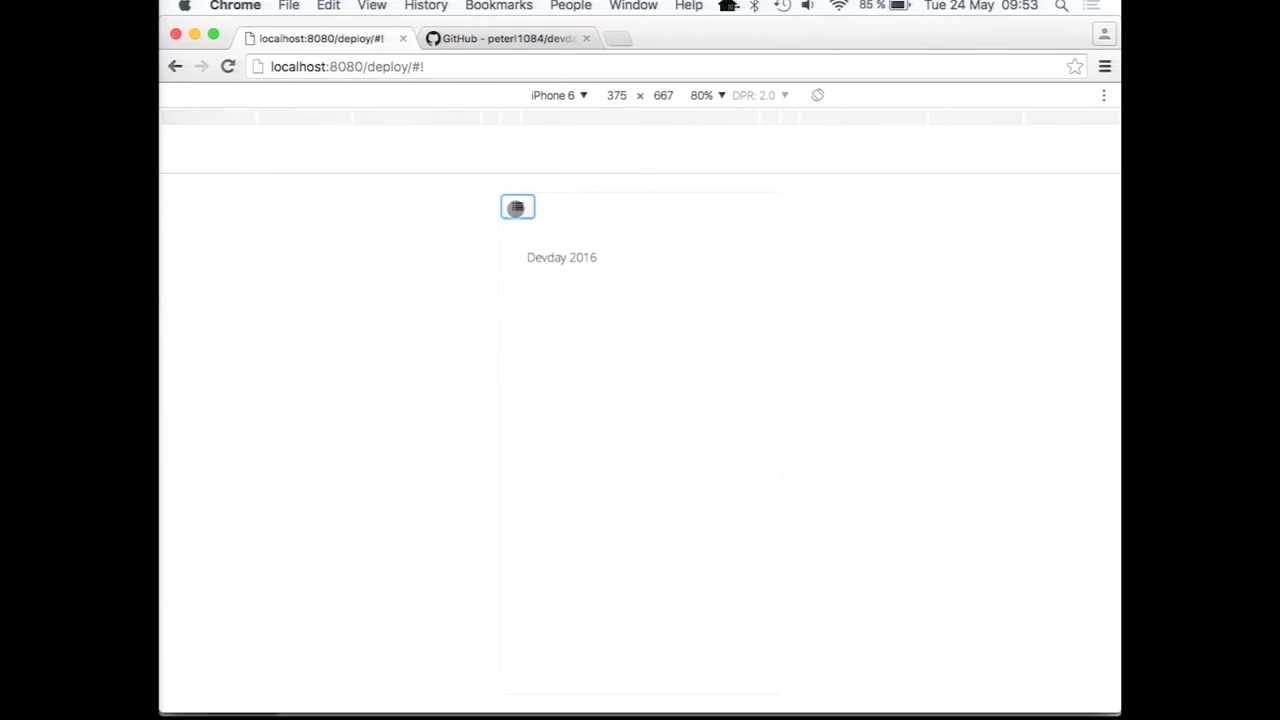 Chrome File Edit View History Bookmarks People Window Help 85 % Tue 24 May 09:53
localhost:8080/deploy/#! GitHub - peterl1084/devda
localhost:8080/deploy/#!
iPhone 6 375 × 667 80% DPR: 2.0
Devday 2016